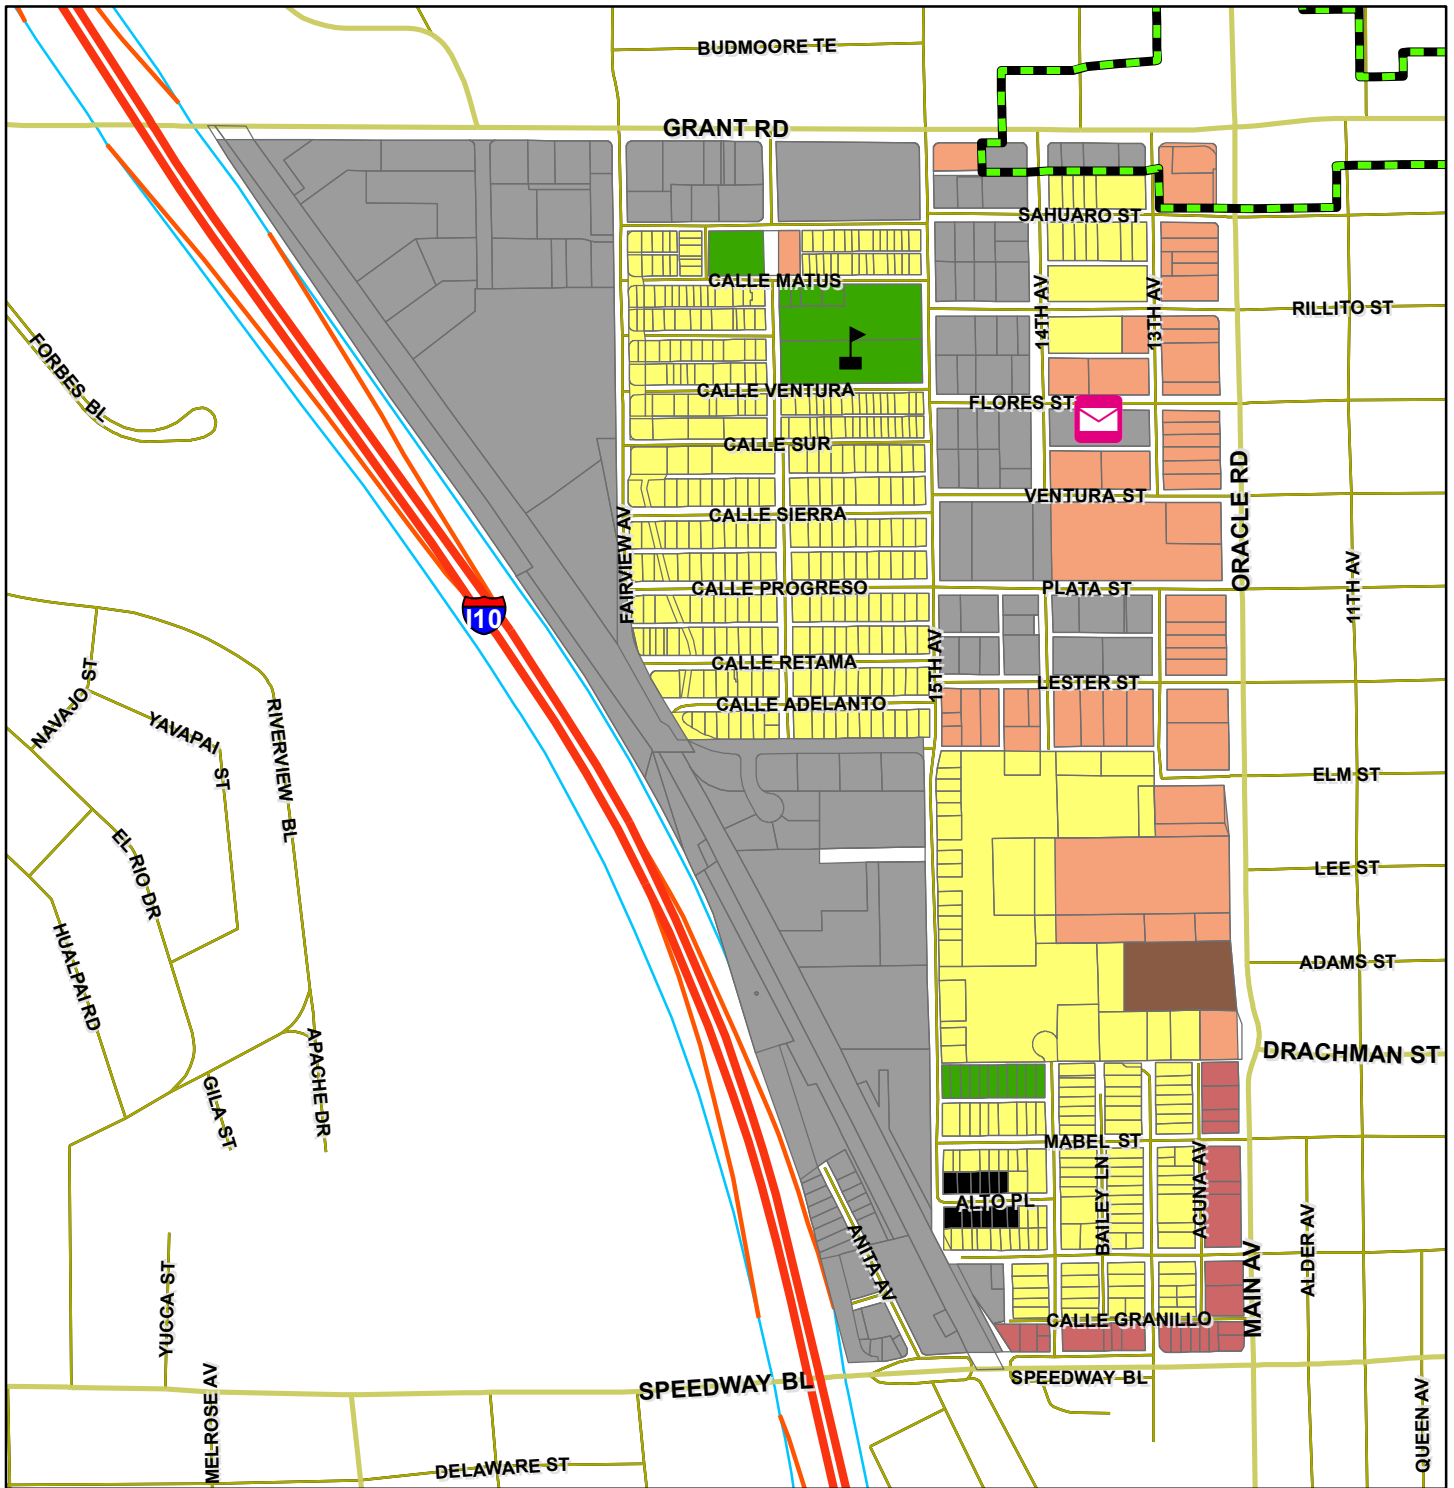 BUDMOORE TE
GRANT RD
SAHUARO ST
CALLE MATUS
14TH AV
13TH AV
RILLITO ST
FORBES BL
CALLE VENTURA
FLORES ST
CALLE SUR
ORACLE RD
VENTURA ST
CALLE SIERRA
FAIRVIEW AV
11TH AV
CALLE PROGRESO
PLATA ST
I10
15TH AV
CALLE RETAMA
LESTER ST
NAVAJO ST
YAVAPAI ST
RIVERVIEW BL
CALLE ADELANTO
ELM ST
EL RIO DR
LEE ST
HUALPAI RD
ADAMS ST
APACHE DR
DRACHMAN ST
GILA ST
MABEL ST
BAILEY LN
ACUNA AV
ALTO PL
ANITA AV
ALDER AV
MAIN AV
YUCCA ST
CALLE GRANILLO
SPEEDWAY BL
SPEEDWAY BL
MELROSE AV
QUEEN AV
DELAWARE ST